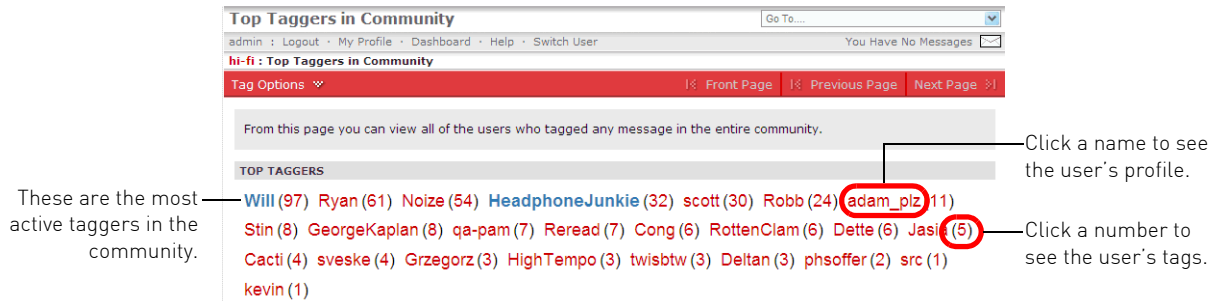 Top Taggers in Community
Go To....
admin : Logout · My Profile · Dashboard · Help · Switch User
You Have No Messages
hi-fi : Top Taggers in Community
Tag Options
Front Page
Previous Page
Next Page
From this page you can view all of the users who tagged any message in the entire community.
TOP TAGGERS
Will (97) Ryan (61) Noize (54) HeadphoneJunkie (32) scott (30) Robb (24) adam_plz (11)
Stin (8) GeorgeKaplan (8) qa-pam (7) Reread (7) Cong (6) RottenClam (6) Dette (6) Jasia (5)
Cacti (4) sveske (4) Grzegorz (3) HighTempo (3) twisbtw (3) Deltan (3) phsoffer (2) src (1)
kevin (1)
These are the most
active taggers in the
community.
Click a name to see
the user's profile.
Click a number to
see the user's tags.